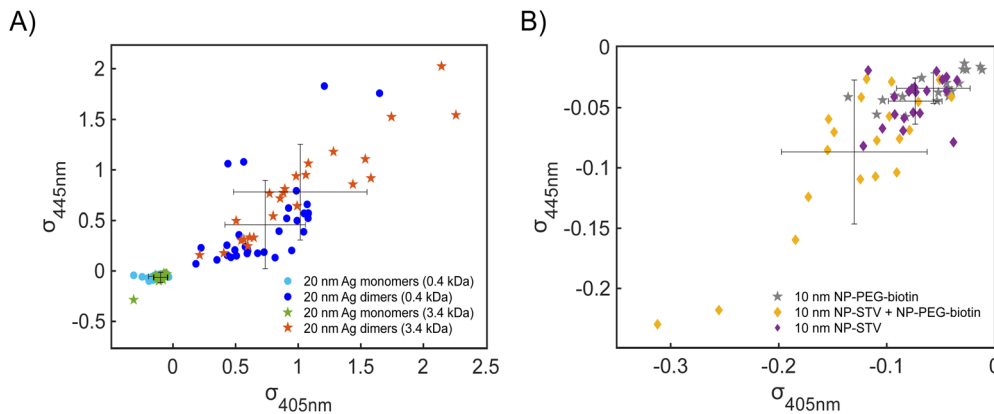 A)
B)
2
1.5
1
0.5
0
-0.5
σ445nm
0
0.5
1
1.5
2
2.5
σ405nm
20 nm Ag monomers (0.4 kDa)
20 nm Ag dimers (0.4 kDa)
20 nm Ag monomers (3.4 kDa)
20 nm Ag dimers (3.4 kDa)
0
-0.05
-0.1
-0.15
-0.2
σ445nm
-0.3
-0.2
-0.1
0
σ405nm
10 nm NP-PEG-biotin
10 nm NP-STV + NP-PEG-biotin
10 nm NP-STV